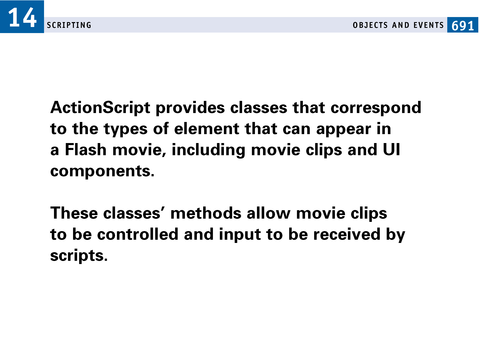 14 SCRIPTING OBJECTS AND EVENTS 691
ActionScript provides classes that correspond
to the types of element that can appear in
a Flash movie, including movie clips and UI
components.
These classes’ methods allow movie clips
to be controlled and input to be received by
scripts.